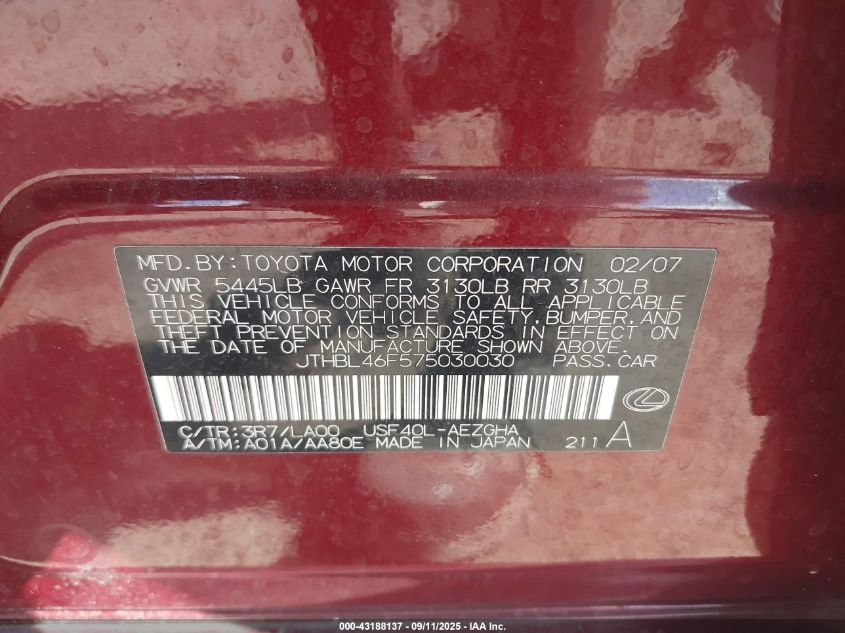 MFD. BY: TOYOTA MOTOR CORPORATION 02/07
GVWR 5445LB GAWR FR 3130LB RR 3130LB
THIS VEHICLE CONFORMS TO ALL APPLICABLE
FEDERAL MOTOR VEHICLE SAFETY, BUMPER, AND
THEFT PREVENTION STANDARDS IN EFFECT ON
THE DATE OF MANUFACTURE SHOWN ABOVE.
JTHBL46F575030030 PASS. CAR
C/TR: 3R7/LA00 USF40L-AEZGHA
A/TM: A01A/AA80E MADE IN JAPAN 211 A
000-43188137 - 09/11/2025 - IAA Inc.